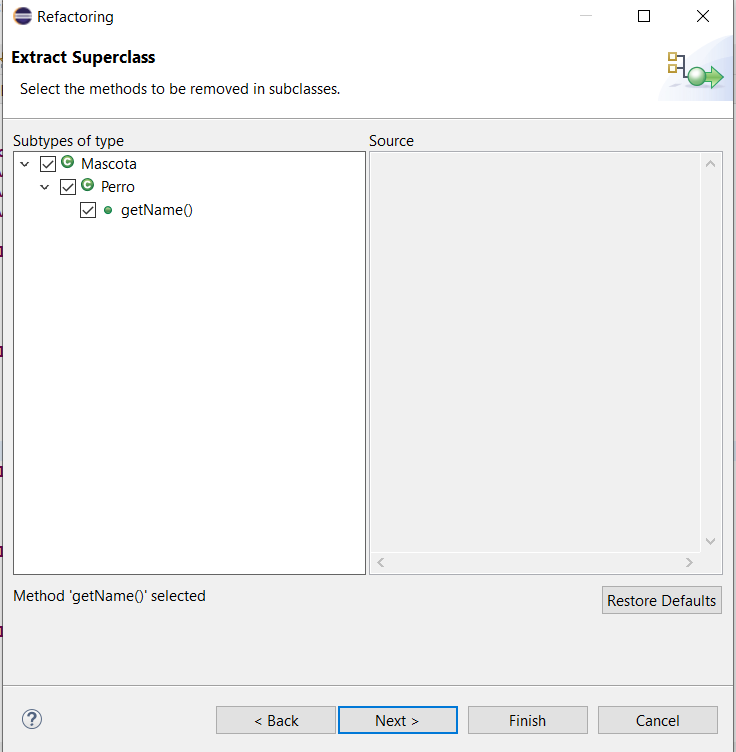 Refactoring
Extract Superclass
Select the methods to be removed in subclasses.
Subtypes of type
Source
Mascota
Perro
getName()
Method 'getName()' selected
Restore Defaults
< Back
Next >
Finish
Cancel